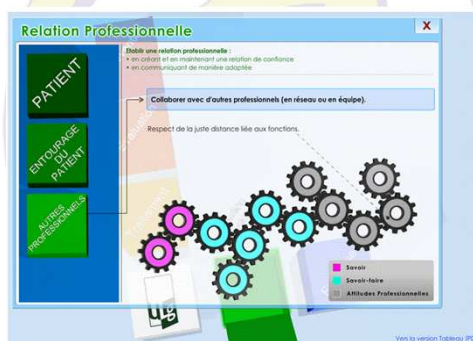 Relation Professionnelle
X
Etablir une relation professionnelle :
• en créant et en maintenant une relation de confiance
• en communiquant de manière adaptée
PATIENT
Collaborer avec d'autres professionnels (en réseau ou en équipe).
Respect de la juste distance liée aux fonctions.
ENTOURAGE
DU
PATIENT
AUTRES
PROFESSIONNELS
Savoir
Savoir-faire
Attitudes Professionnelles
Vers la version Tableau